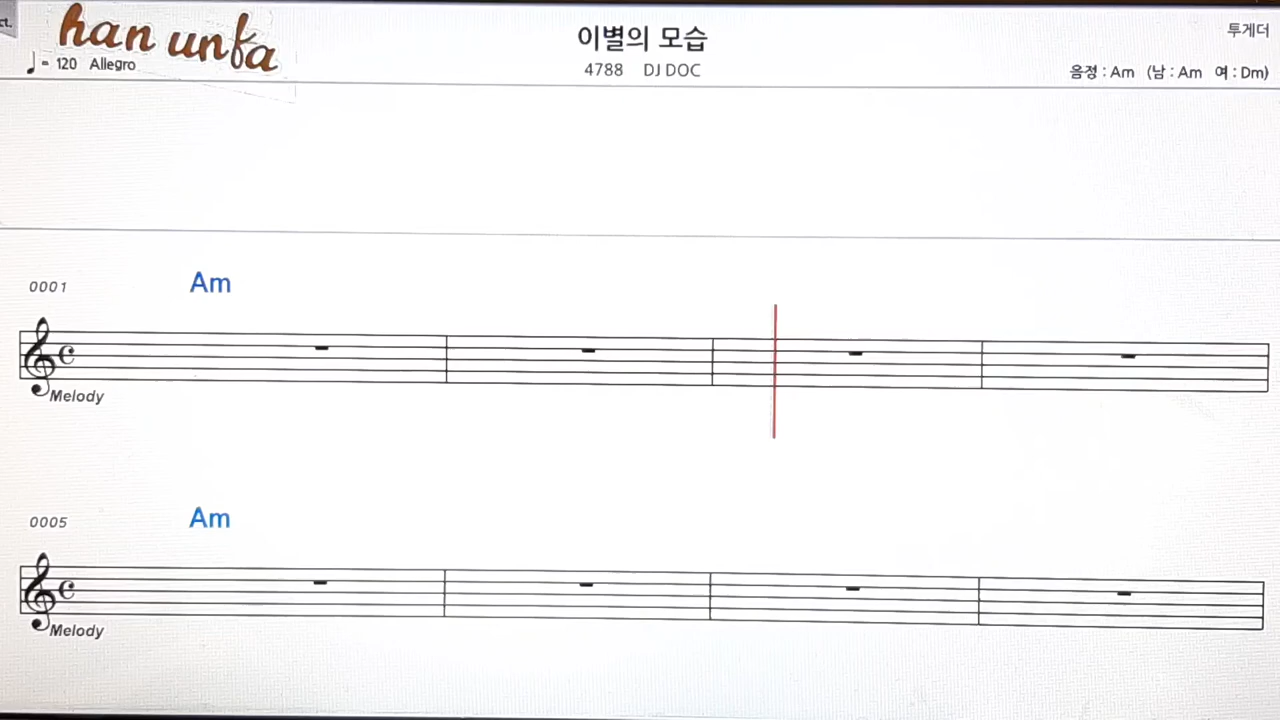 ct.
han unfa
이별의 모습
투게더
♩= 120 Allegro
4788 DJ DOC
음정 : Am (남 : Am 여 : Dm)
0001 Am
Melody
0005 Am
Melody